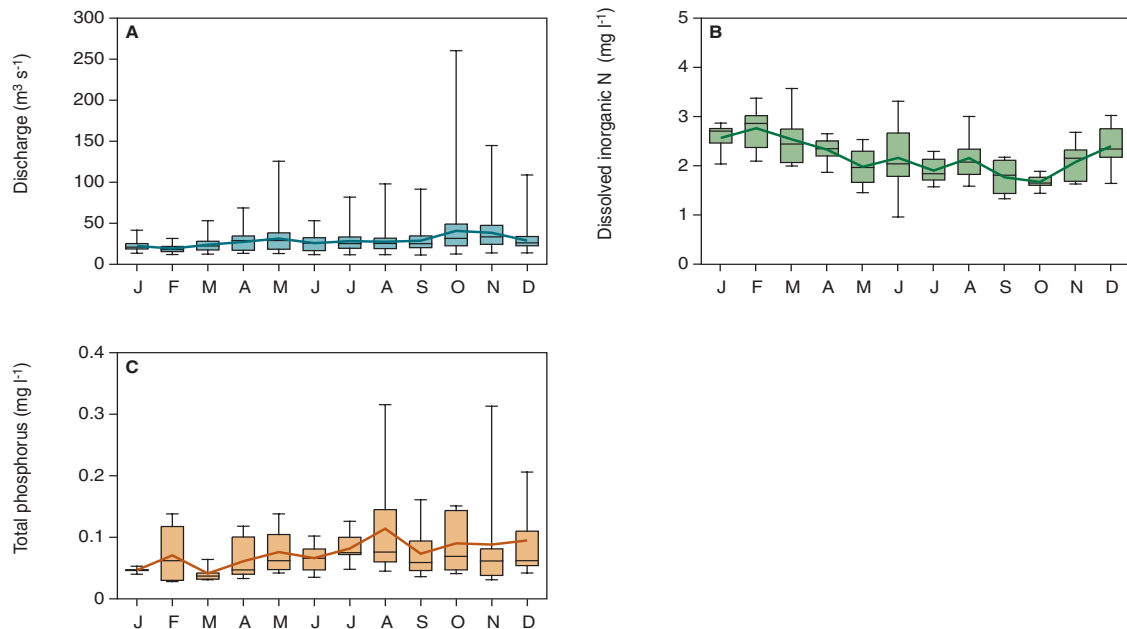 A
Discharge (m³ s⁻¹)
300
250
200
150
100
50
0
J F M A M J J A S O N D
B
Dissolved inorganic N (mg l⁻¹)
5
4
3
2
1
0
J F M A M J J A S O N D
C
Total phosphorus (mg l⁻¹)
0.4
0.3
0.2
0.1
0
J F M A M J J A S O N D